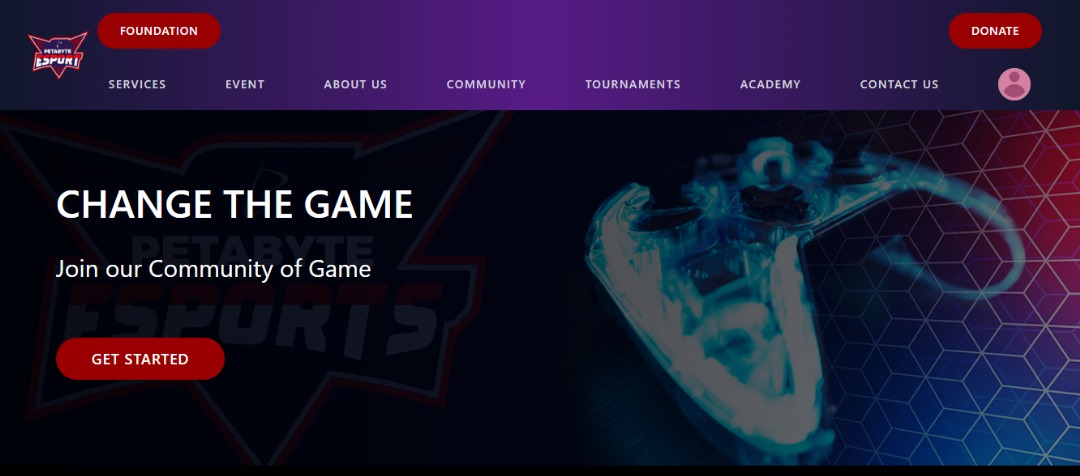 FOUNDATION
DONATE
PETABYTE
ESPORT
SERVICES
EVENT
ABOUT US
COMMUNITY
TOURNAMENTS
ACADEMY
CONTACT US
CHANGE THE GAME
PETABYTE
Join our Community of Game
ESPORTS
GET STARTED